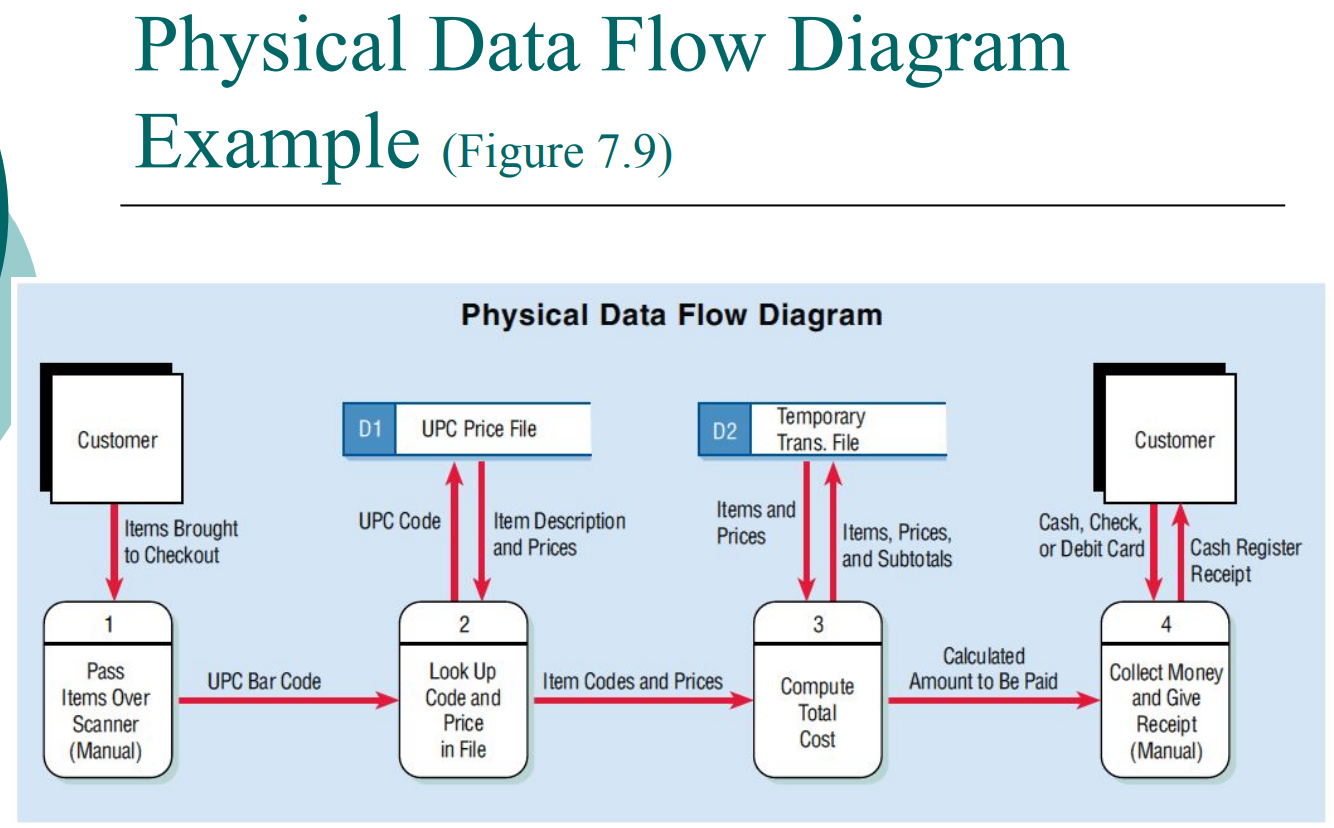 Physical Data Flow Diagram
Example (Figure 7.9)
Physical Data Flow Diagram
Customer
D1
UPC Price File
D2
Temporary
Trans. File
Customer
Items Brought
to Checkout
UPC Code
Item Description
and Prices
Items and
Prices
Items, Prices,
and Subtotals
Cash, Check,
or Debit Card
Cash Register
Receipt
1
Pass
Items Over
Scanner
(Manual)
UPC Bar Code
2
Look Up
Code and
Price
in File
Item Codes and Prices
3
Compute
Total
Cost
Calculated
Amount to Be Paid
4
Collect Money
and Give
Receipt
(Manual)